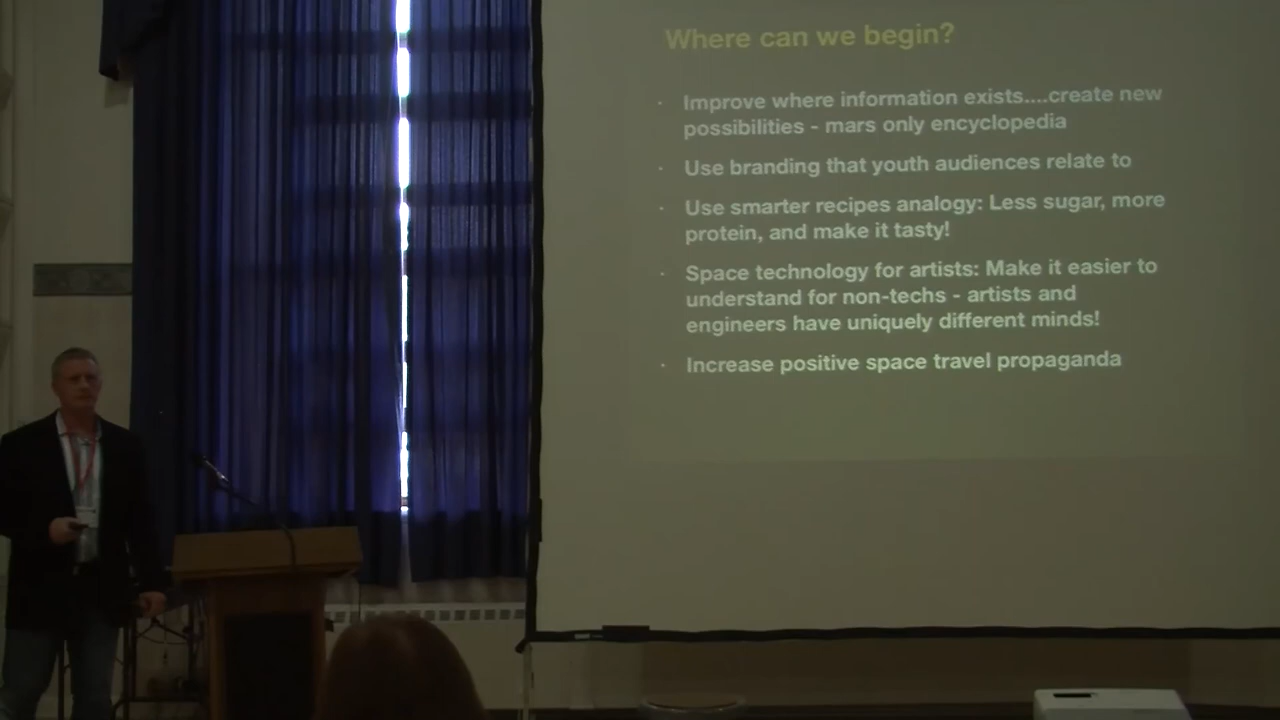 Where can we begin?
· Improve where information exists....create new
possibilities - mars only encyclopedia
· Use branding that youth audiences relate to
· Use smarter recipes analogy: Less sugar, more
protein, and make it tasty!
· Space technology for artists: Make it easier to
understand for non-techs - artists and
engineers have uniquely different minds!
· Increase positive space travel propaganda